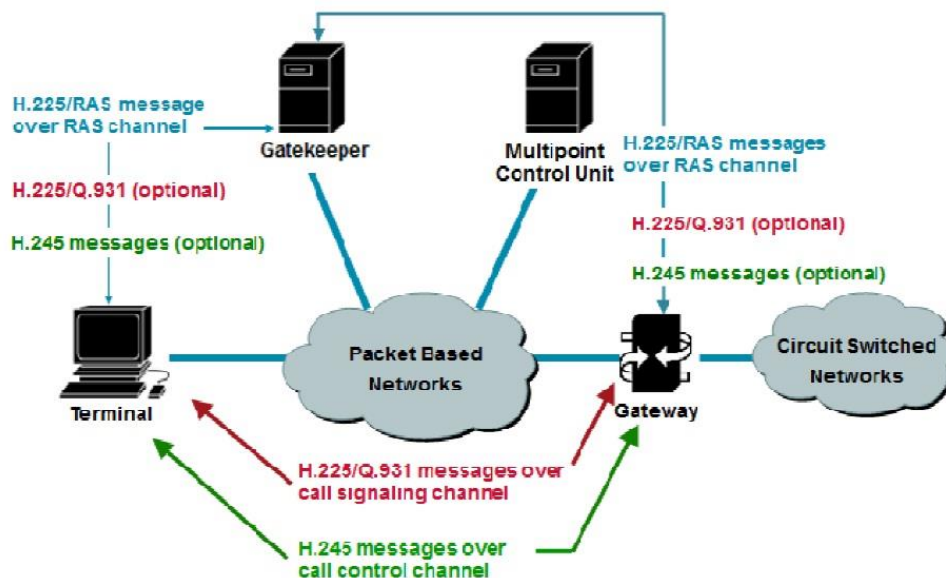 H.225/RAS message
over RAS channel
Gatekeeper
Multipoint
Control Unit
H.225/RAS messages
over RAS channel
H.225/Q.931 (optional)
H.225/Q.931 (optional)
H.245 messages (optional)
H.245 messages (optional)
Packet Based
Networks
Circuit Switched
Networks
Terminal
Gateway
H.225/Q.931 messages over
call signaling channel
H.245 messages over
call control channel